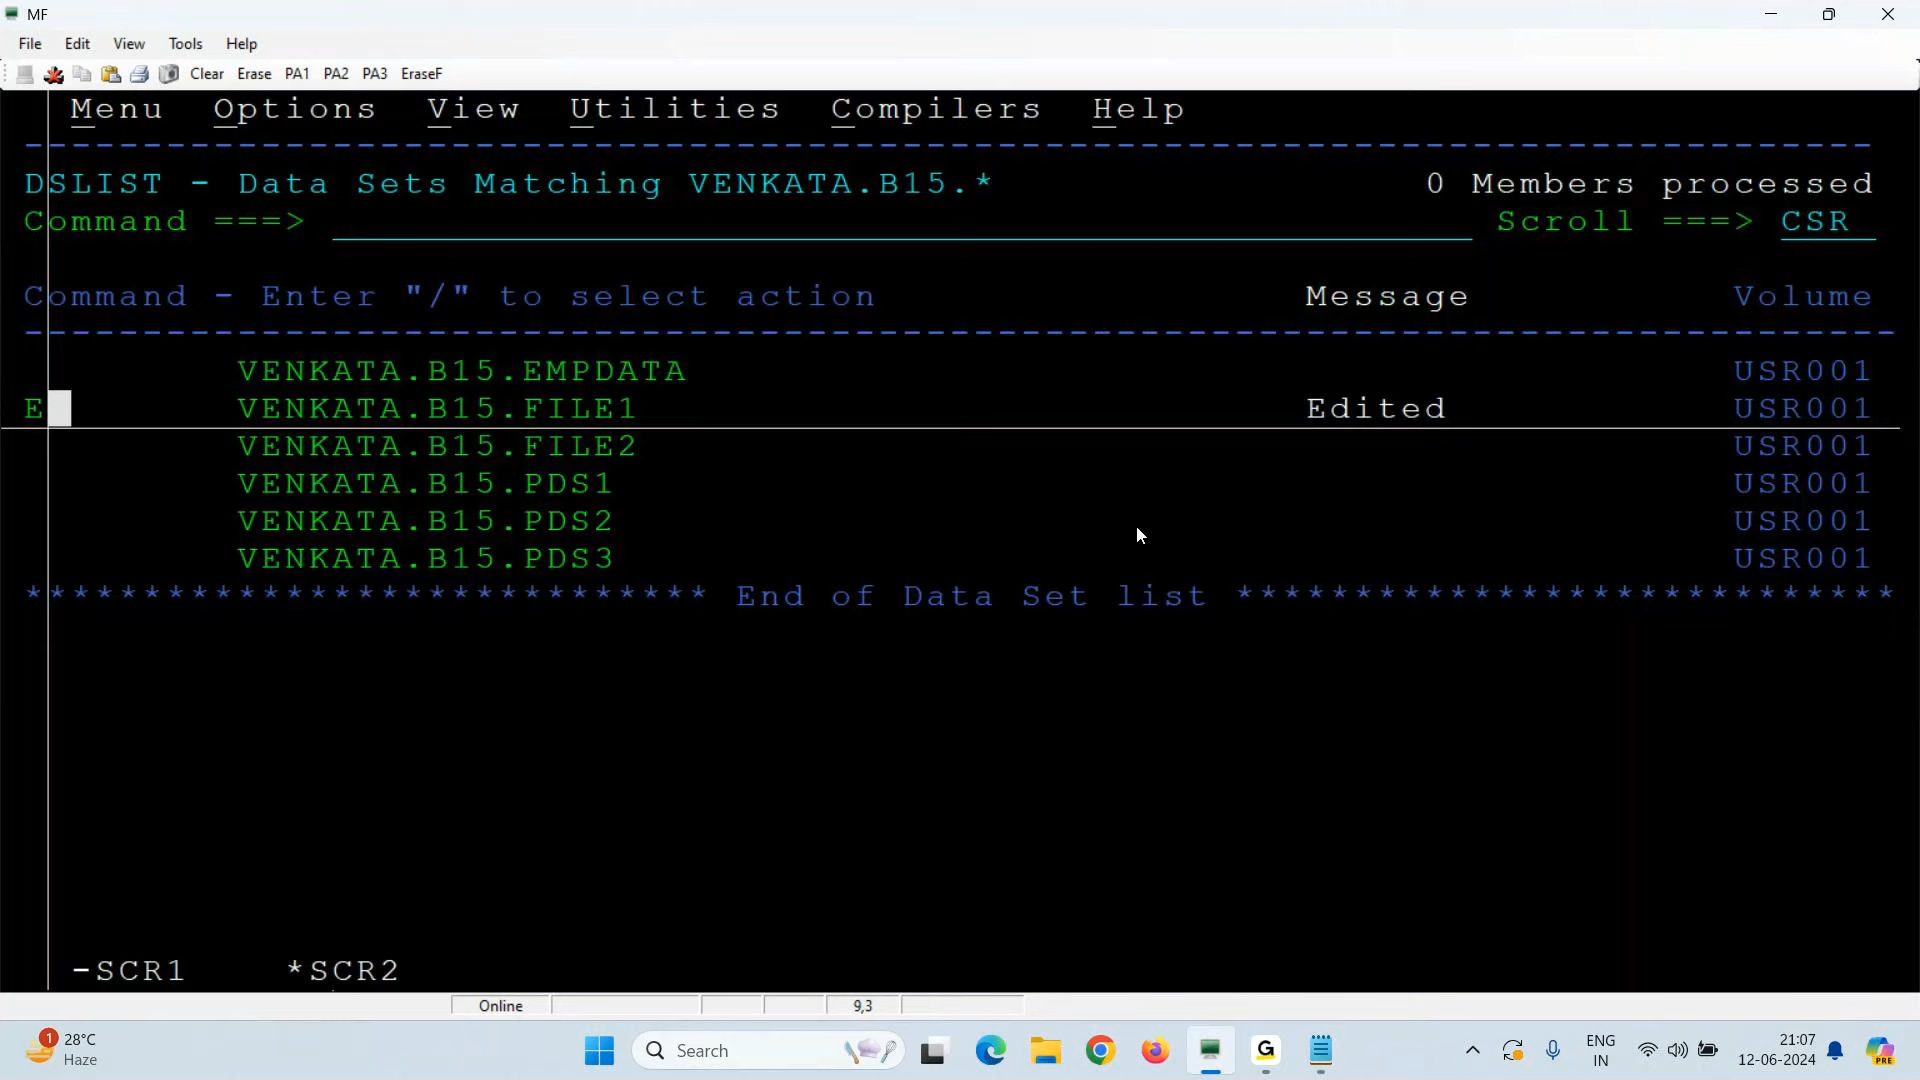 MF
File Edit View Tools Help
Clear Erase PA1 PA2 PA3 EraseF
Menu Options View Utilities Compilers Help
--------------------------------------------------------------------------------
DSLIST - Data Sets Matching VENKATA.B15.* 0 Members processed
Command ===> Scroll ===> CSR
Command - Enter "/" to select action Message Volume
--------------------------------------------------------------------------------
VENKATA.B15.EMPDATA USR001
E VENKATA.B15.FILE1 Edited USR001
VENKATA.B15.FILE2 USR001
VENKATA.B15.PDS1 USR001
VENKATA.B15.PDS2 USR001
VENKATA.B15.PDS3 USR001
***************************** End of Data Set list ****************************
-SCR1 *SCR2
Online 9,3
1 28°C Search G ENG 21:07
Haze IN 12-06-2024 PRE